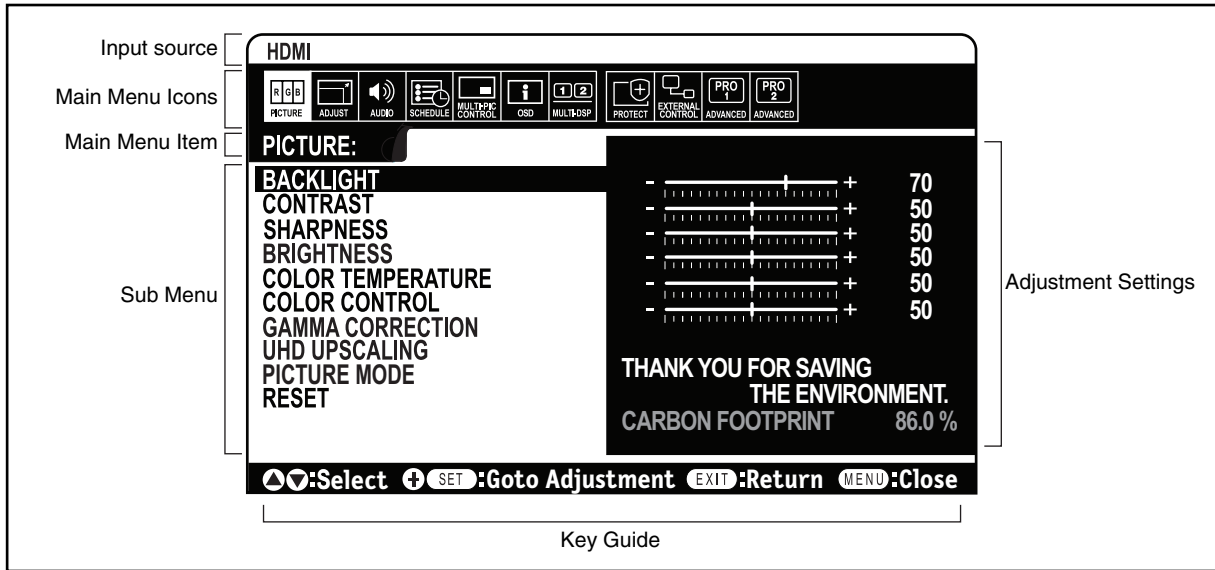 Input source
HDMI
Main Menu Icons
R G B
PICTURE
ADJUST
AUDIO
SCHEDULE
MULTI-PIC
CONTROL
OSD
1 2
MULTI-DSP
PROTECT
EXTERNAL
CONTROL
PRO
1
ADVANCED
PRO
2
ADVANCED
Main Menu Item
PICTURE:
Sub Menu
BACKLIGHT - + 70
CONTRAST - + 50
SHARPNESS - + 50
BRIGHTNESS - + 50
COLOR TEMPERATURE - + 50
COLOR CONTROL - + 50
GAMMA CORRECTION
UHD UPSCALING
PICTURE MODE
RESET
THANK YOU FOR SAVING
THE ENVIRONMENT.
CARBON FOOTPRINT 86.0 %
Adjustment Settings
:Select + SET :Goto Adjustment EXIT :Return MENU :Close
Key Guide